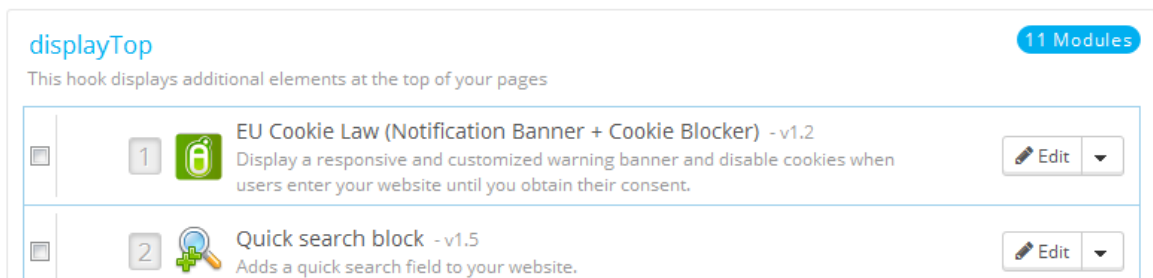 displayTop
11 Modules
This hook displays additional elements at the top of your pages
1
EU Cookie Law (Notification Banner + Cookie Blocker) - v1.2
Display a responsive and customized warning banner and disable cookies when
users enter your website until you obtain their consent.
Edit
2
Quick search block - v1.5
Adds a quick search field to your website.
Edit